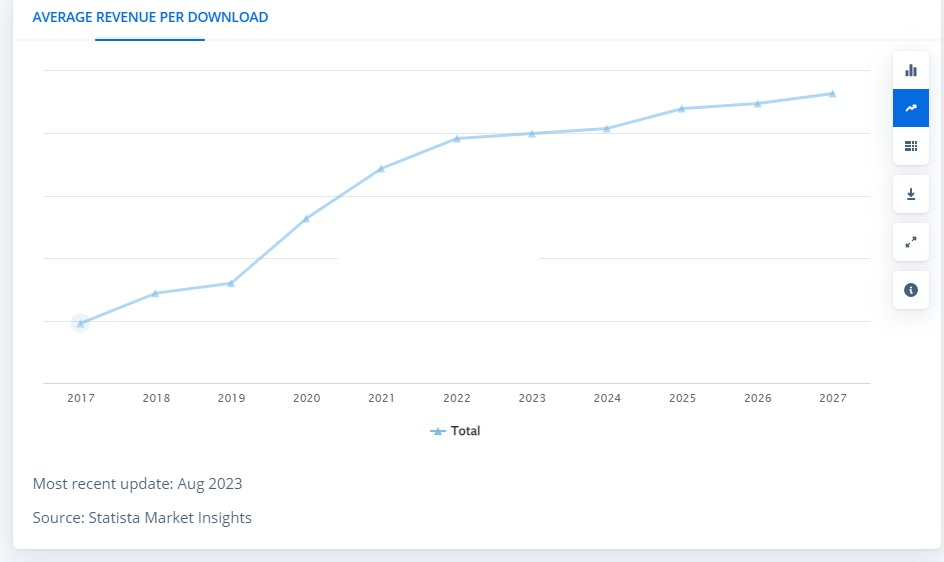 AVERAGE REVENUE PER DOWNLOAD
2017 2018 2019 2020 2021 2022 2023 2024 2025 2026 2027
Total
Most recent update: Aug 2023
Source: Statista Market Insights